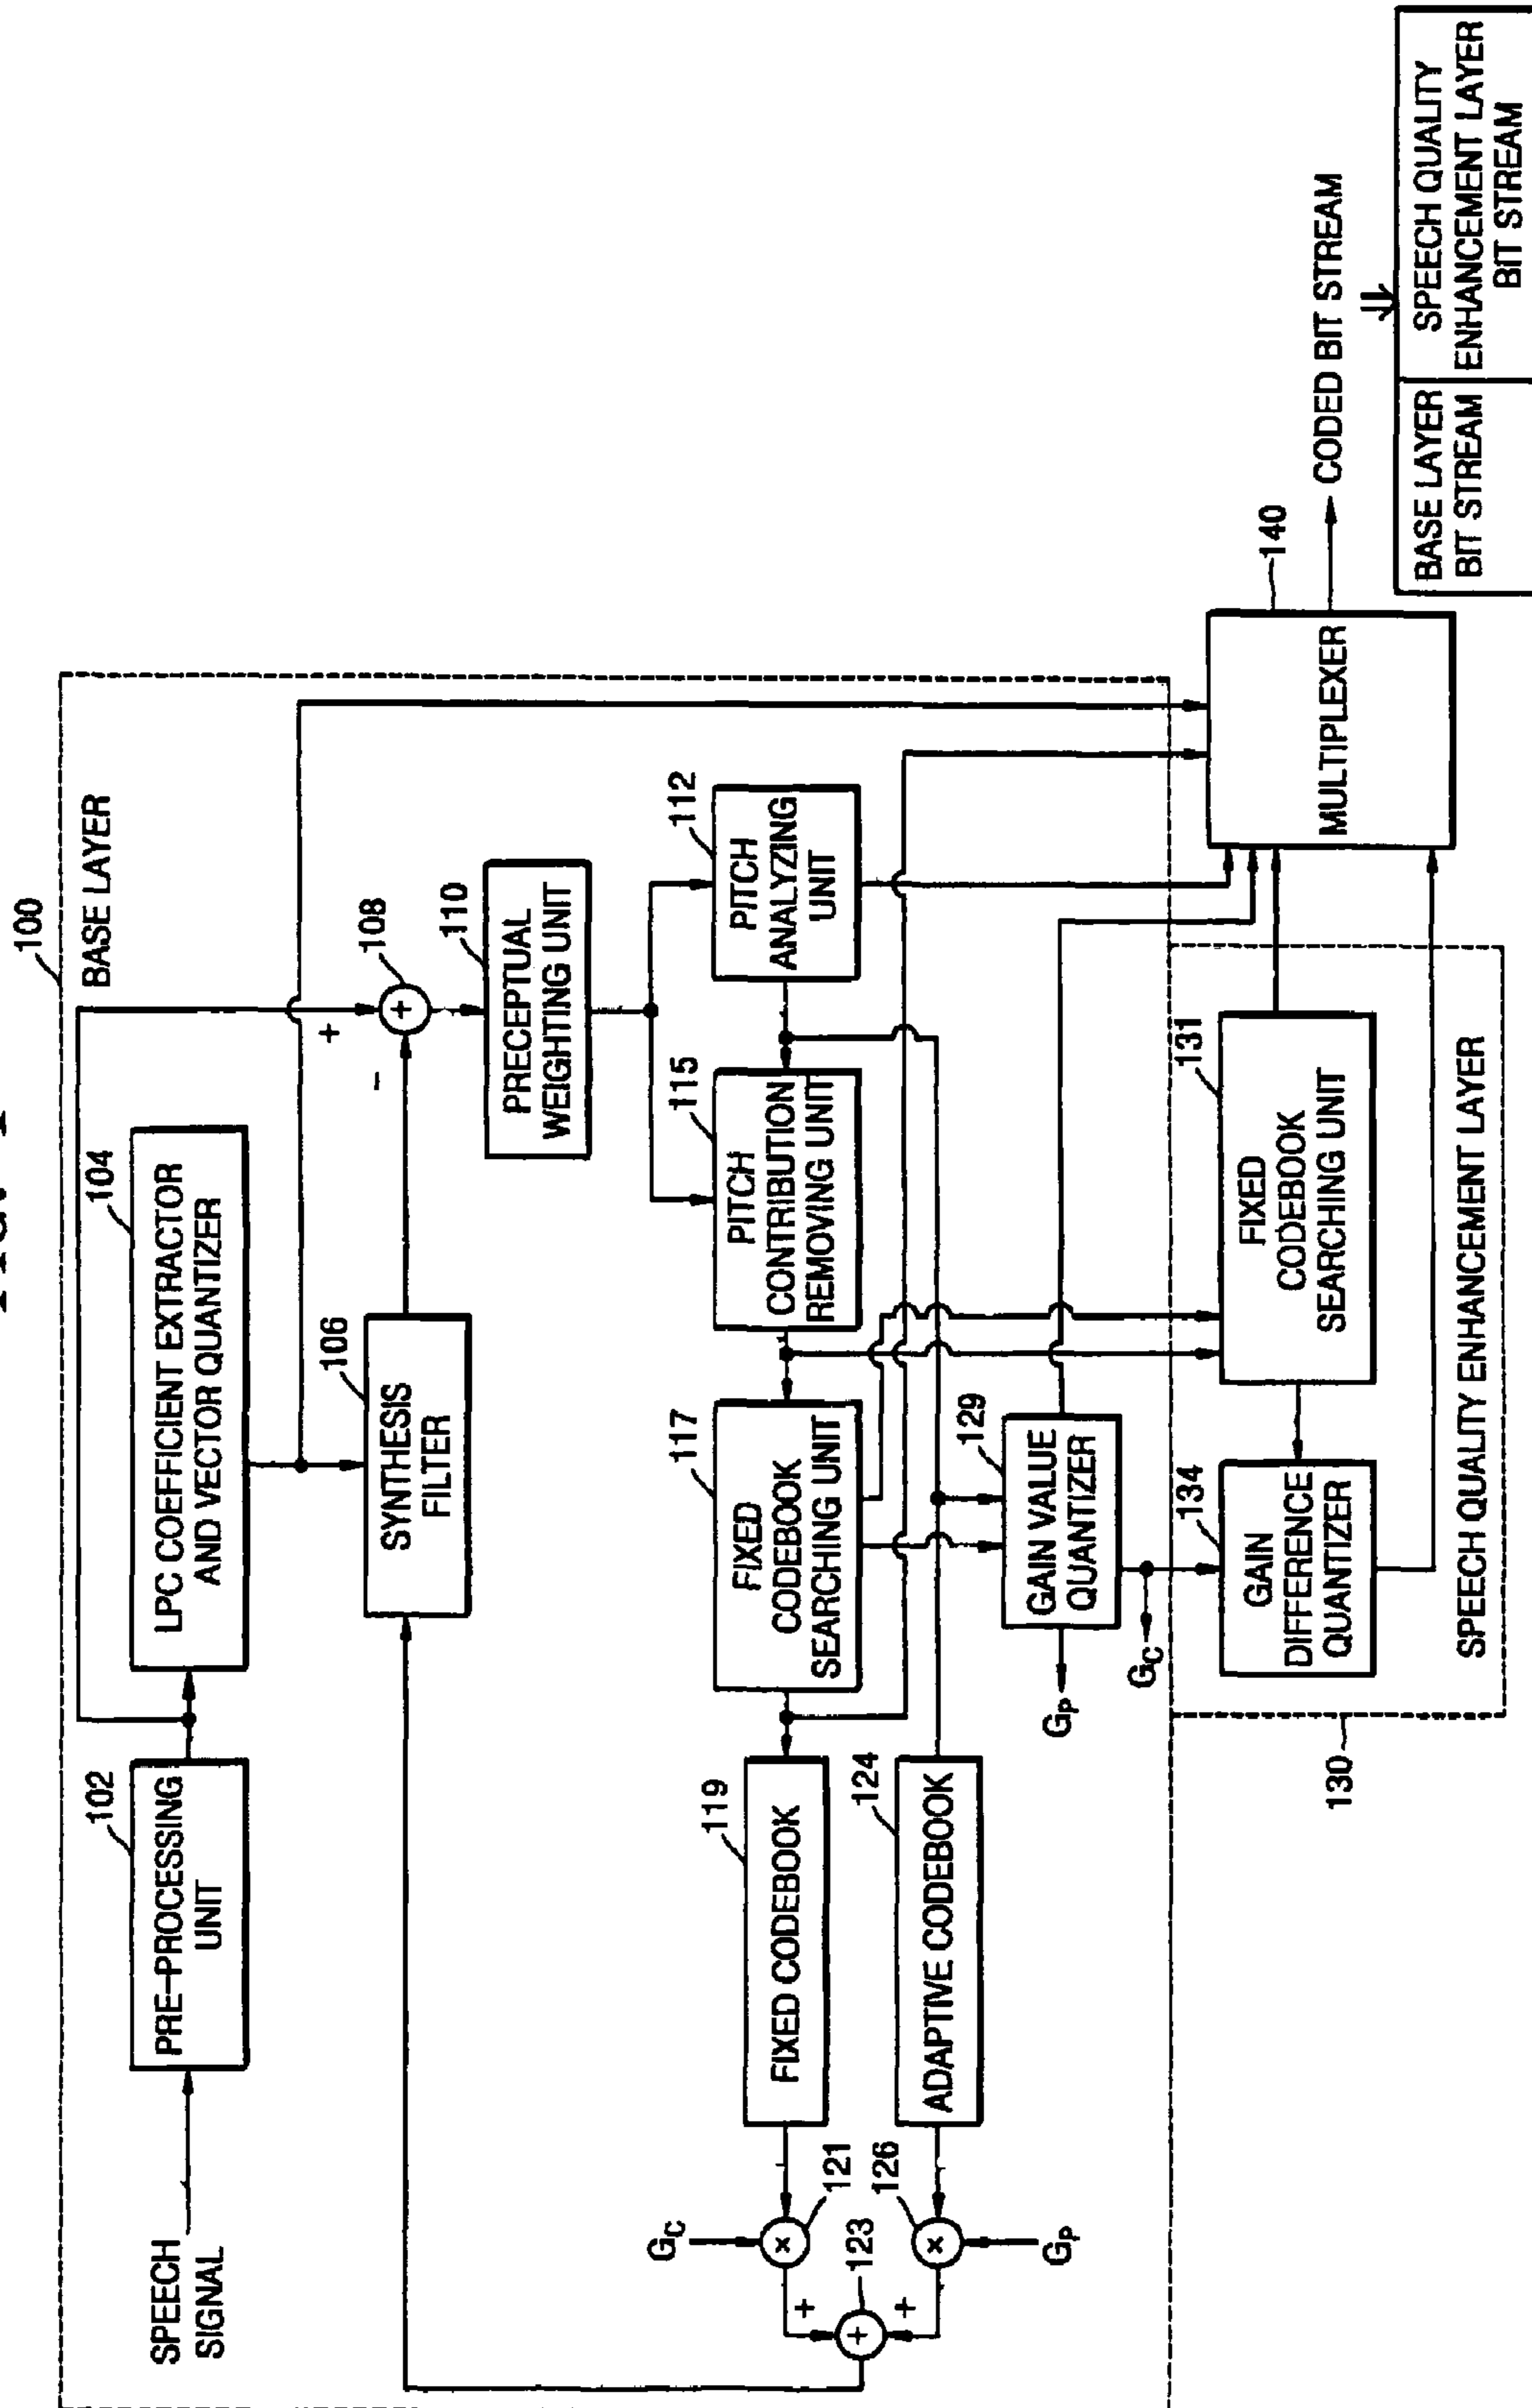 100
BASE LAYER
SPEECH
SIGNAL
102
PRE-PROCESSING
UNIT
104
LPC COEFFICIENT EXTRACTOR
AND VECTOR QUANTIZER
106
SYNTHESIS
FILTER
+
-
108
+
110
PRECEPTUAL
WEIGHTING UNIT
112
PITCH
ANALYZING
UNIT
115
PITCH
CONTRIBUTION
REMOVING UNIT
117
FIXED
CODEBOOK
SEARCHING UNIT
119
FIXED CODEBOOK
GC
×
121
124
ADAPTIVE CODEBOOK
126
×
GP
+
+
+
123
129
GAIN VALUE
QUANTIZER
GP
GC
130
134
GAIN
DIFFERENCE
QUANTIZER
131
FIXED
CODEBOOK
SEARCHING UNIT
SPEECH QUALITY ENHANCEMENT LAYER
140
MULTIPLEXER
CODED BIT STREAM
BASE LAYER
BIT STREAM
SPEECH QUALITY
ENHANCEMENT LAYER
BIT STREAM